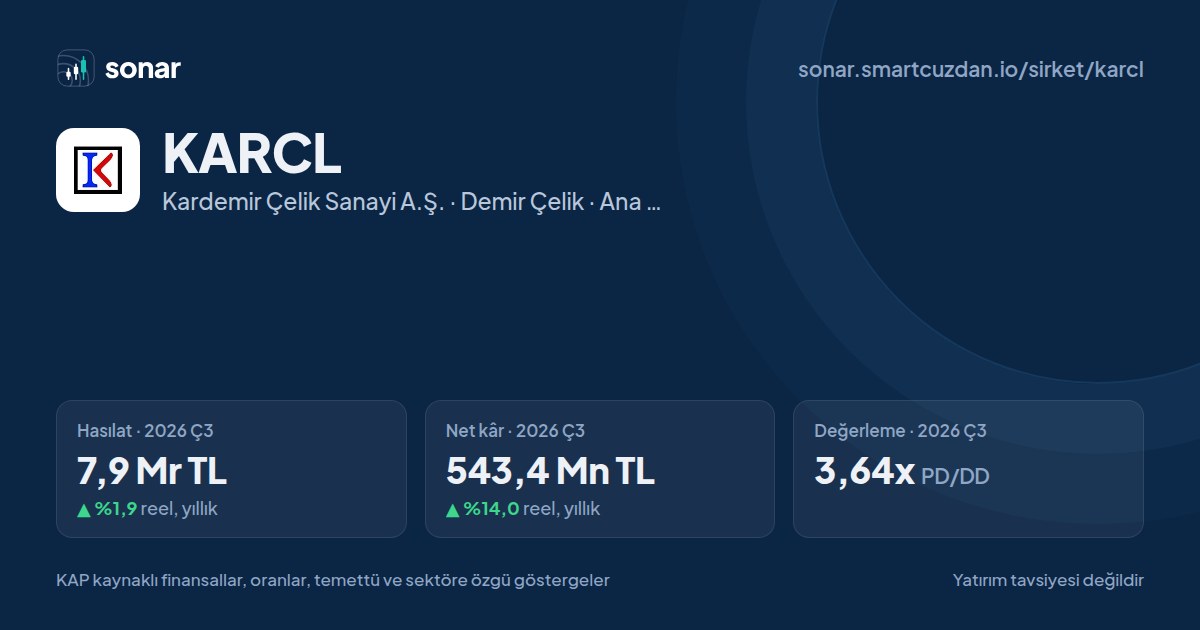 sonar
sonar.smartcuzdan.io/sirket/karcl
KARCL
Kardemir Çelik Sanayi A.Ş. · Demir Çelik · Ana ...
Hasılat · 2026 Ç3
7,9 Mr TL
▲ %1,9 reel, yıllık
Net kâr · 2026 Ç3
543,4 Mn TL
▲ %14,0 reel, yıllık
Değerleme · 2026 Ç3
3,64x PD/DD
KAP kaynaklı finansallar, oranlar, temettü ve sektöre özgü göstergeler
Yatırım tavsiyesi değildir